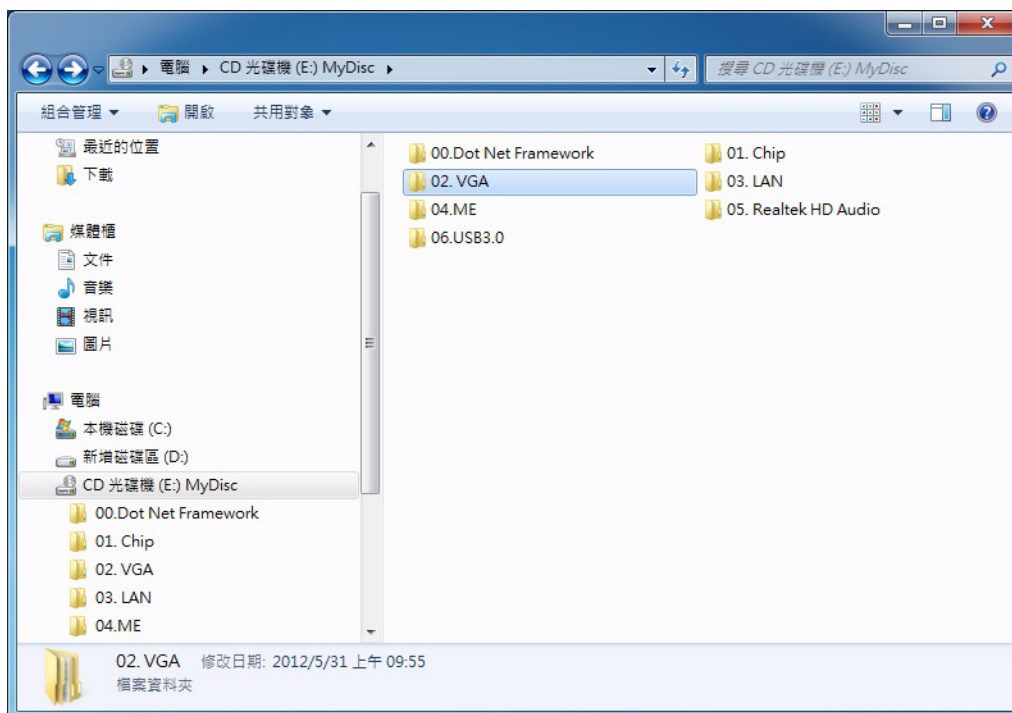 電腦 ▸ CD 光碟機 (E:) MyDisc ▸
搜尋 CD 光碟機 (E:) MyDisc
組合管理 開啟 共用對象
最近的位置
下載
媒體櫃
文件
音樂
視訊
圖片
電腦
本機磁碟 (C:)
新增磁碟區 (D:)
CD 光碟機 (E:) MyDisc
00.Dot Net Framework
01. Chip
02. VGA
03. LAN
04.ME
00.Dot Net Framework 01. Chip
02. VGA 03. LAN
04.ME 05. Realtek HD Audio
06.USB3.0
02. VGA 修改日期: 2012/5/31 上午 09:55
檔案資料夾